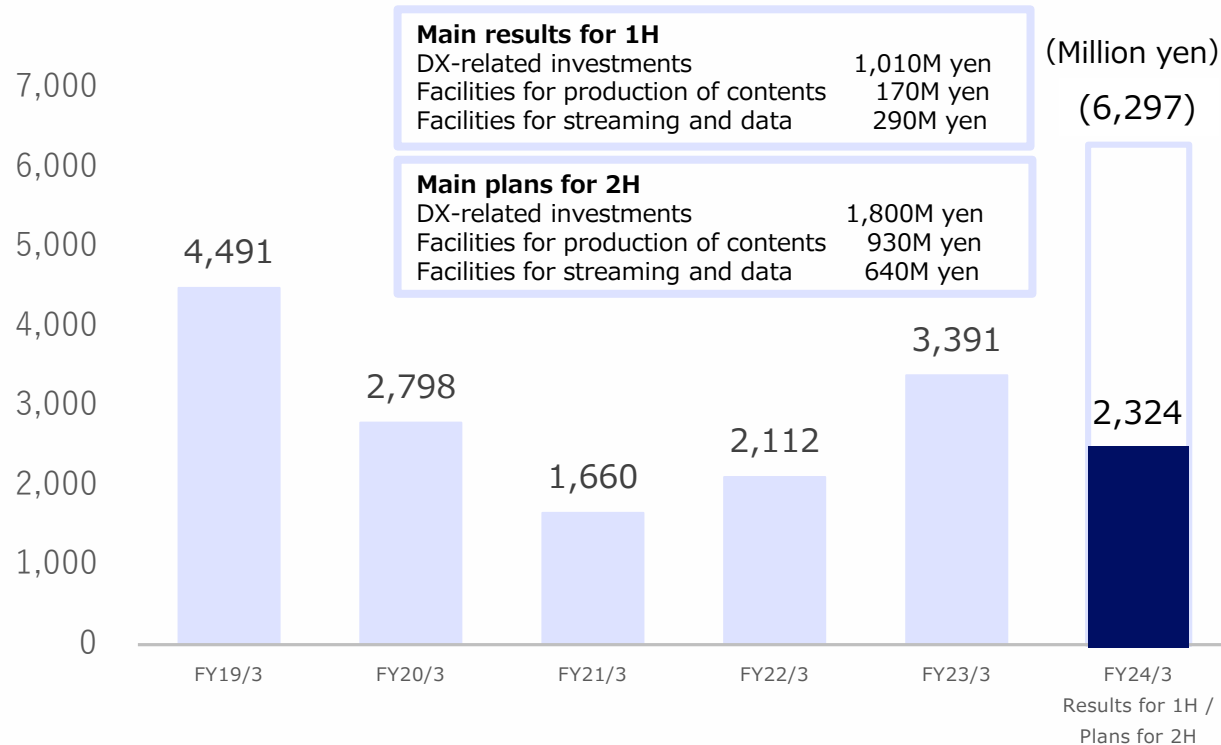 Main results for 1H
DX-related investments 1,010M yen
Facilities for production of contents 170M yen
Facilities for streaming and data 290M yen
Main plans for 2H
DX-related investments 1,800M yen
Facilities for production of contents 930M yen
Facilities for streaming and data 640M yen
(Million yen)
(6,297)
7,000
6,000
5,000
4,000
3,000
2,000
1,000
0
4,491
2,798
1,660
2,112
3,391
2,324
FY19/3 FY20/3 FY21/3 FY22/3 FY23/3 FY24/3
Results for 1H /
Plans for 2H